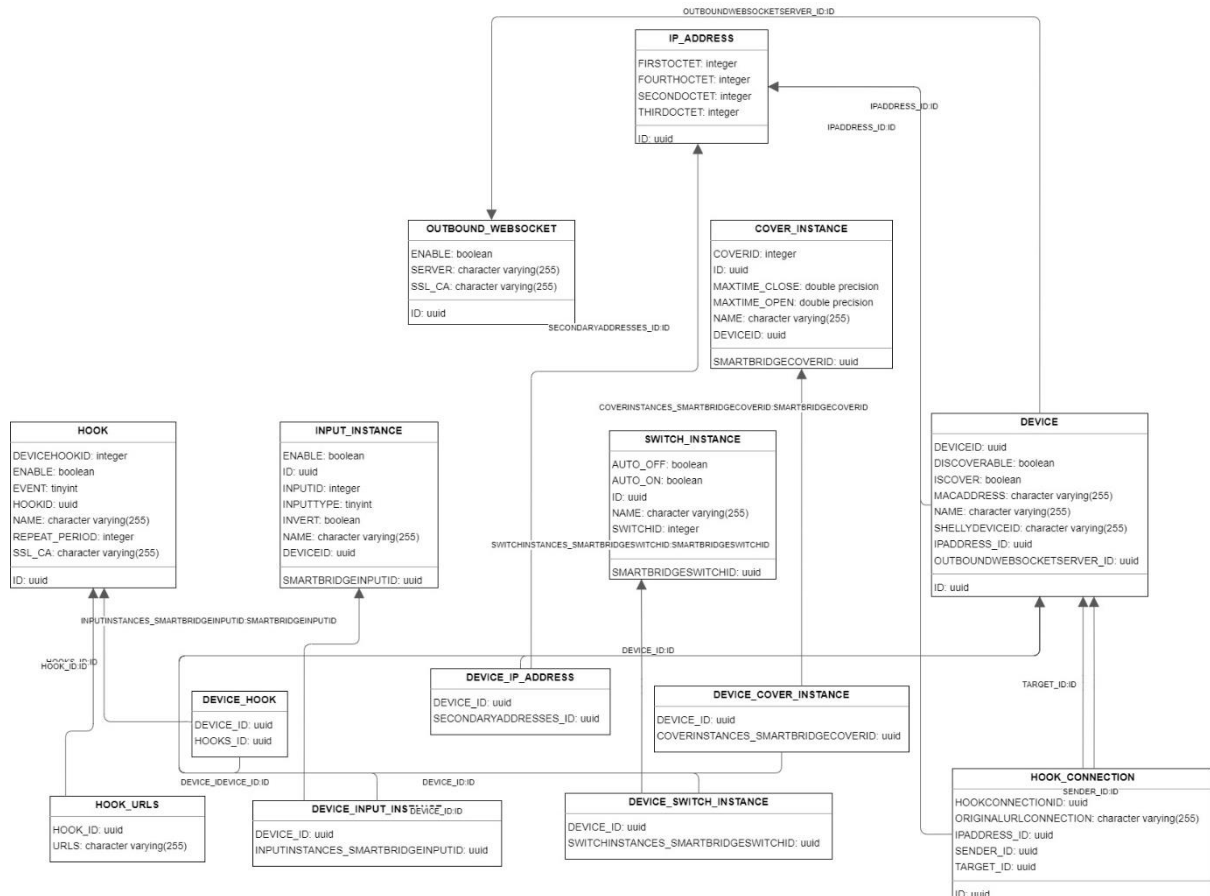 OUTBOUNDWEBSOCKETSERVER_ID:ID
IP_ADDRESS
FIRSTOCTET: integer
FOURTHOCTET: integer
SECONDOCTET: integer
THIRDOCTET: integer
ID: uuid
IPADDRESS_ID:ID
IPADDRESS_ID:ID
OUTBOUND_WEBSOCKET
ENABLE: boolean
SERVER: character varying(255)
SSL_CA: character varying(255)
ID: uuid
SECONDARYADDRESSES_ID:ID
COVER_INSTANCE
COVERID: integer
ID: uuid
MAXTIME_CLOSE: double precision
MAXTIME_OPEN: double precision
NAME: character varying(255)
DEVICEID: uuid
SMARTBRIDGECOVERID: uuid
COVERINSTANCES_SMARTBRIDGECOVERID:SMARTBRIDGECOVERID
HOOK
DEVICEHOOKID: integer
ENABLE: boolean
EVENT: tinyint
HOOKID: uuid
NAME: character varying(255)
REPEAT_PERIOD: integer
SSL_CA: character varying(255)
ID: uuid
INPUT_INSTANCE
ENABLE: boolean
ID: uuid
INPUTID: integer
INPUTTYPE: tinyint
INVERT: boolean
NAME: character varying(255)
DEVICEID: uuid
SMARTBRIDGEINPUTID: uuid
SWITCH_INSTANCE
AUTO_OFF: boolean
AUTO_ON: boolean
ID: uuid
NAME: character varying(255)
SWITCHID: integer
SWITCHINSTANCES_SMARTBRIDGESWITCHID:SMARTBRIDGESWITCHID
SMARTBRIDGESWITCHID: uuid
DEVICE
DEVICEID: uuid
DISCOVERABLE: boolean
ISCOVER: boolean
MACADDRESS: character varying(255)
NAME: character varying(255)
SHELLYDEVICEID: character varying(255)
IPADDRESS_ID: uuid
OUTBOUNDWEBSOCKETSERVER_ID: uuid
ID: uuid
INPUTINSTANCES_SMARTBRIDGEINPUTID:SMARTBRIDGEINPUTID
HOOK_ID:ID
DEVICE_ID:ID
TARGET_ID:ID
DEVICE_HOOK
DEVICE_ID: uuid
HOOKS_ID: uuid
DEVICE_IP_ADDRESS
DEVICE_ID: uuid
SECONDARYADDRESSES_ID: uuid
DEVICE_COVER_INSTANCE
DEVICE_ID: uuid
COVERINSTANCES_SMARTBRIDGECOVERID: uuid
DEVICE_IDEVICE_ID:ID
DEVICE_ID:ID
HOOK_URLS
HOOK_ID: uuid
URLS: character varying(255)
DEVICE_INPUT_INS
DEVICE_ID:ID
DEVICE_ID: uuid
INPUTINSTANCES_SMARTBRIDGEINPUTID: uuid
DEVICE_SWITCH_INSTANCE
DEVICE_ID: uuid
SWITCHINSTANCES_SMARTBRIDGESWITCHID: uuid
HOOK_CONNECTION
SENDER_ID:ID
HOOKCONNECTIONID: uuid
ORIGINALURLCONNECTION: character varying(255)
IPADDRESS_ID: uuid
SENDER_ID: uuid
TARGET_ID: uuid
ID: uuid